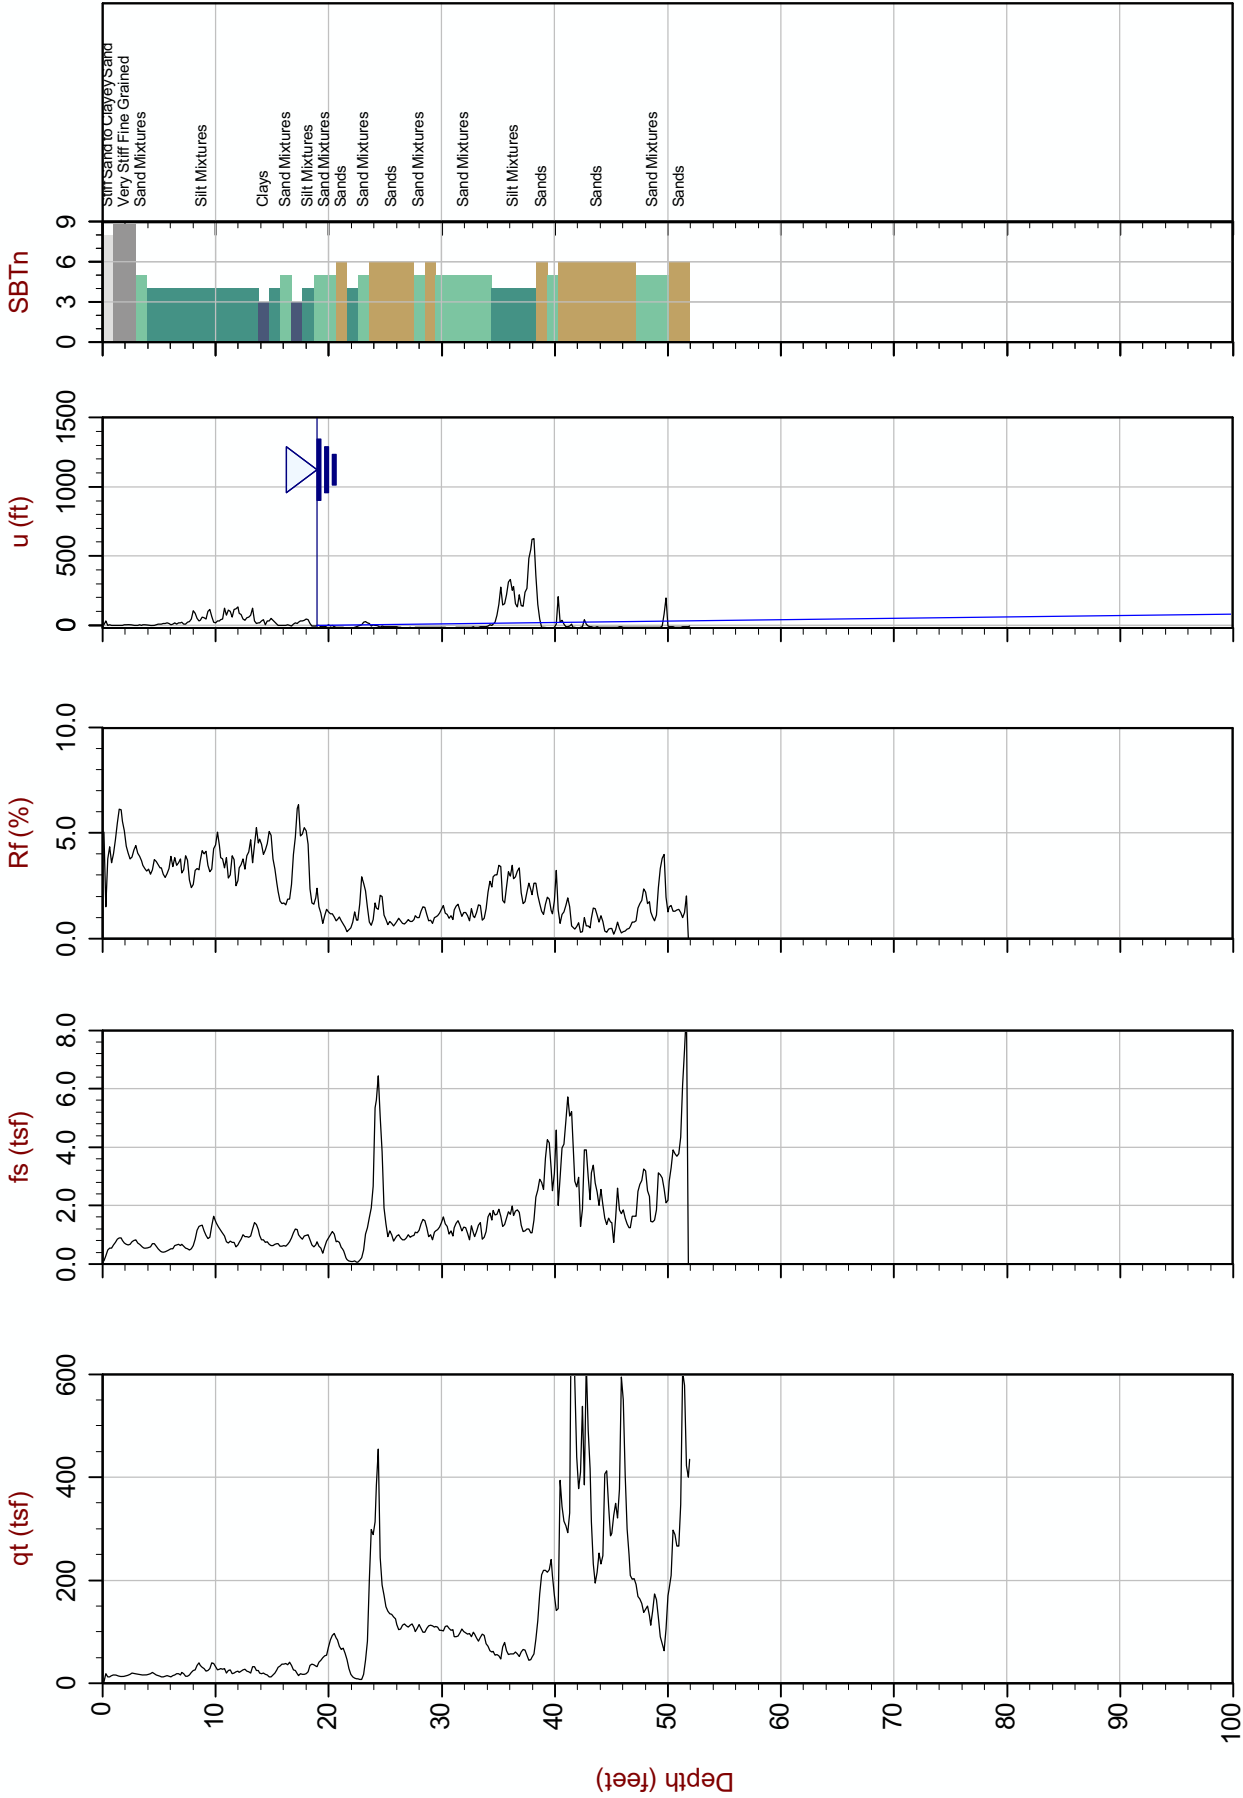 Stiff Sand to Clayey Sand
Very Stiff Fine Grained
Sand Mixtures
Silt Mixtures
Clays
Sand Mixtures
Silt Mixtures
Sand Mixtures
Sands
Sand Mixtures
Sands
Sand Mixtures
Sand Mixtures
Silt Mixtures
Sands
Sands
Sand Mixtures
Sands
SBTn
0 3 6 9
u (ft)
0 500 1000 1500
Rf (%)
0.0 5.0 10.0
fs (tsf)
0.0 2.0 4.0 6.0 8.0
qt (tsf)
0 200 400 600
0 10 20 30 40 50 60 70 80 90 100
Depth (feet)